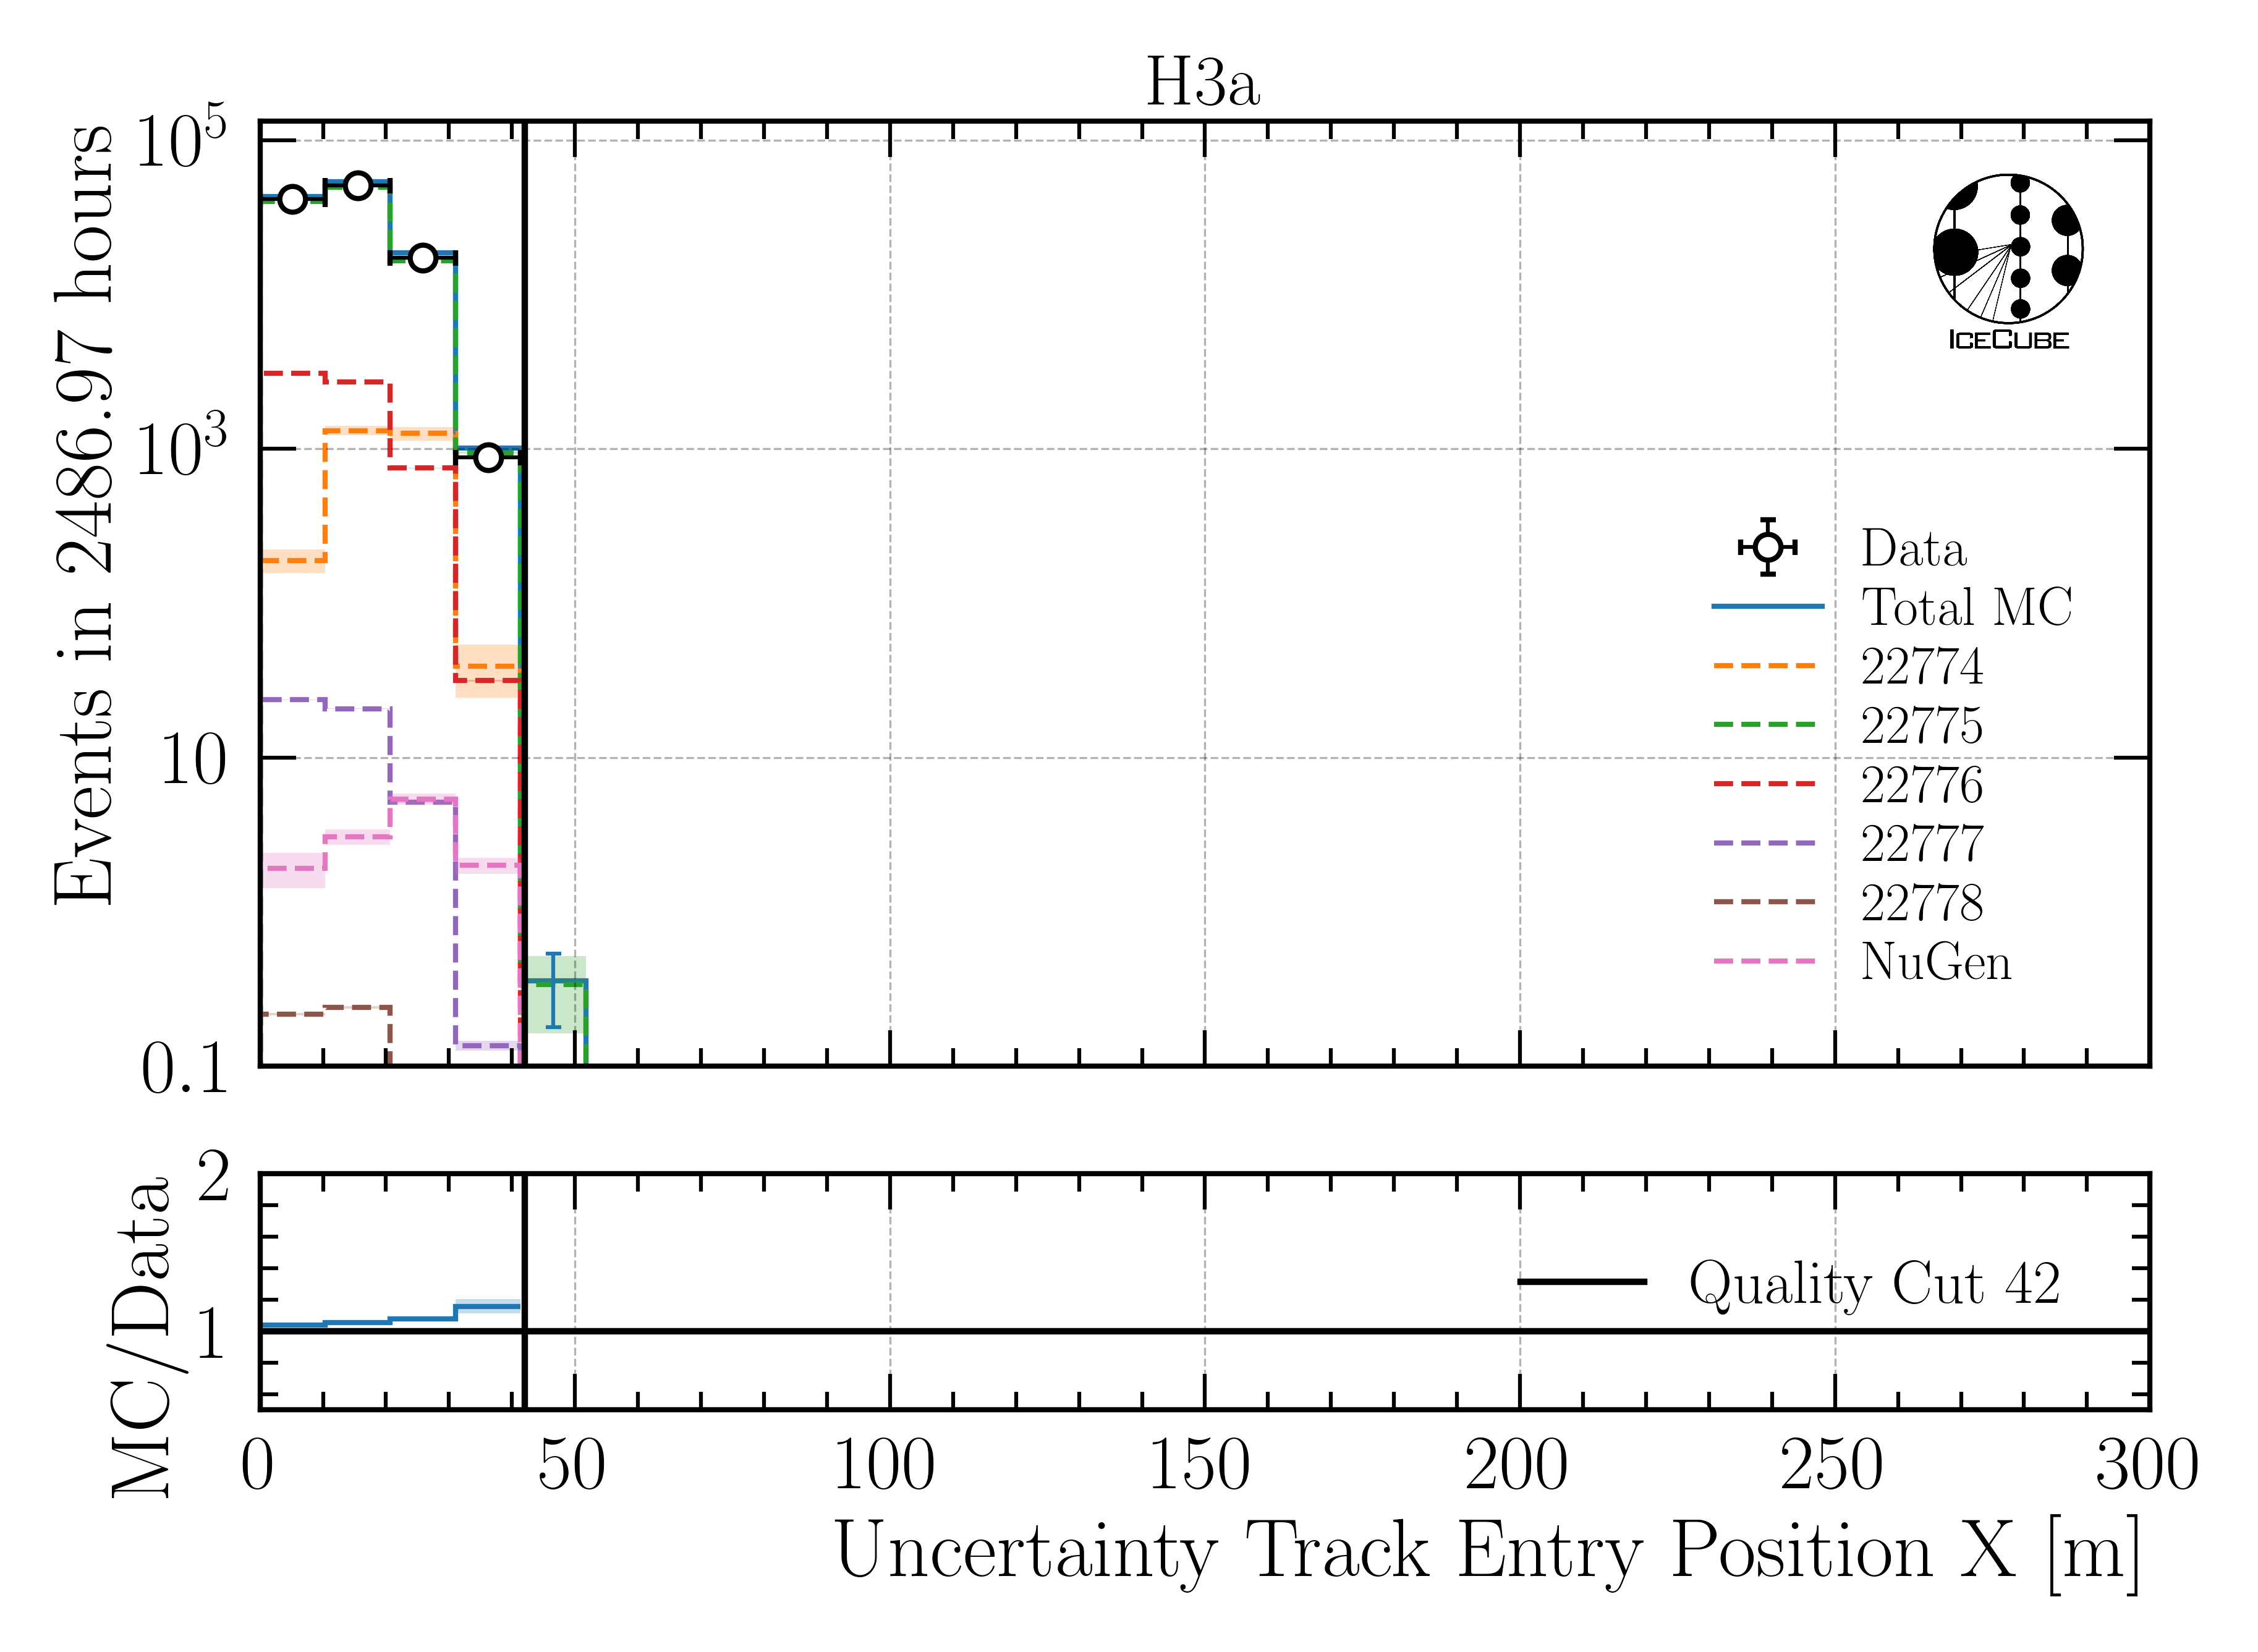 H3a
Events in 2486.97 hours
10^5
10^3
10
0.1
ICECUBE
Data
Total MC
22774
22775
22776
22777
22778
NuGen
MC/Data
2
1
Quality Cut 42
0 50 100 150 200 250 300
Uncertainty Track Entry Position X [m]